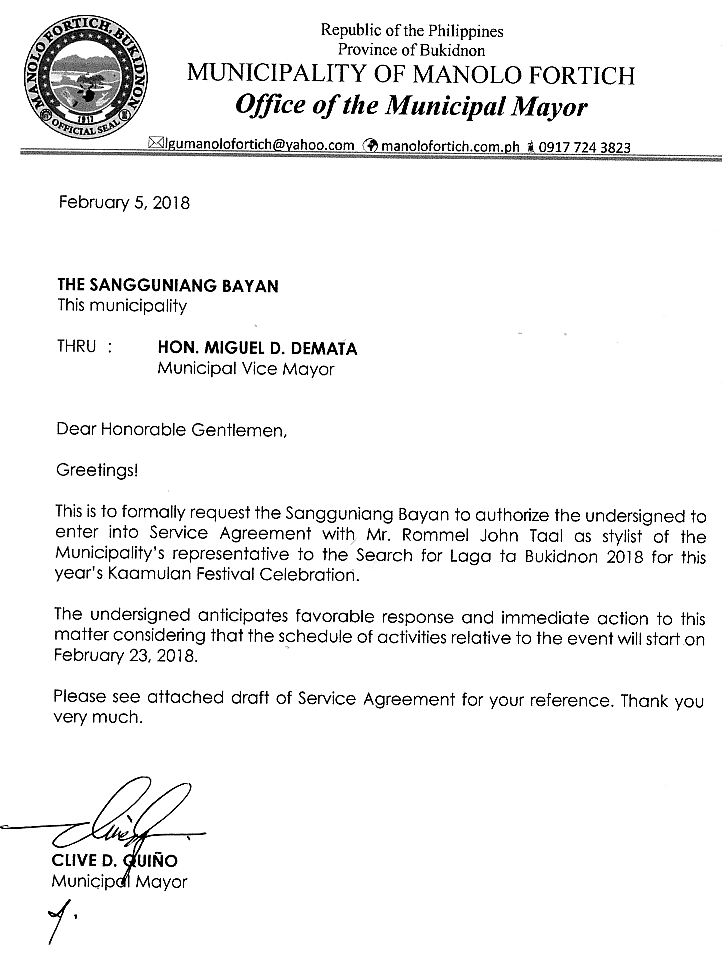 MANOLO FORTICH, BUKIDNON
1917
OFFICIAL SEAL
Republic of the Philippines
Province of Bukidnon
MUNICIPALITY OF MANOLO FORTICH
Office of the Municipal Mayor
lgumanolofortich@yahoo.com manolofortich.com.ph 0917 724 3823
February 5, 2018
THE SANGGUNIANG BAYAN
This municipality
THRU : HON. MIGUEL D. DEMATA
Municipal Vice Mayor
Dear Honorable Gentlemen,
Greetings!
This is to formally request the Sangguniang Bayan to authorize the undersigned to
enter into Service Agreement with Mr. Rommel John Taal as stylist of the
Municipality's representative to the Search for Laga ta Bukidnon 2018 for this
year's Kaamulan Festival Celebration.
The undersigned anticipates favorable response and immediate action to this
matter considering that the schedule of activities relative to the event will start on
February 23, 2018.
Please see attached draft of Service Agreement for your reference. Thank you
very much.
CLIVE D. QUIÑO
Municipal Mayor